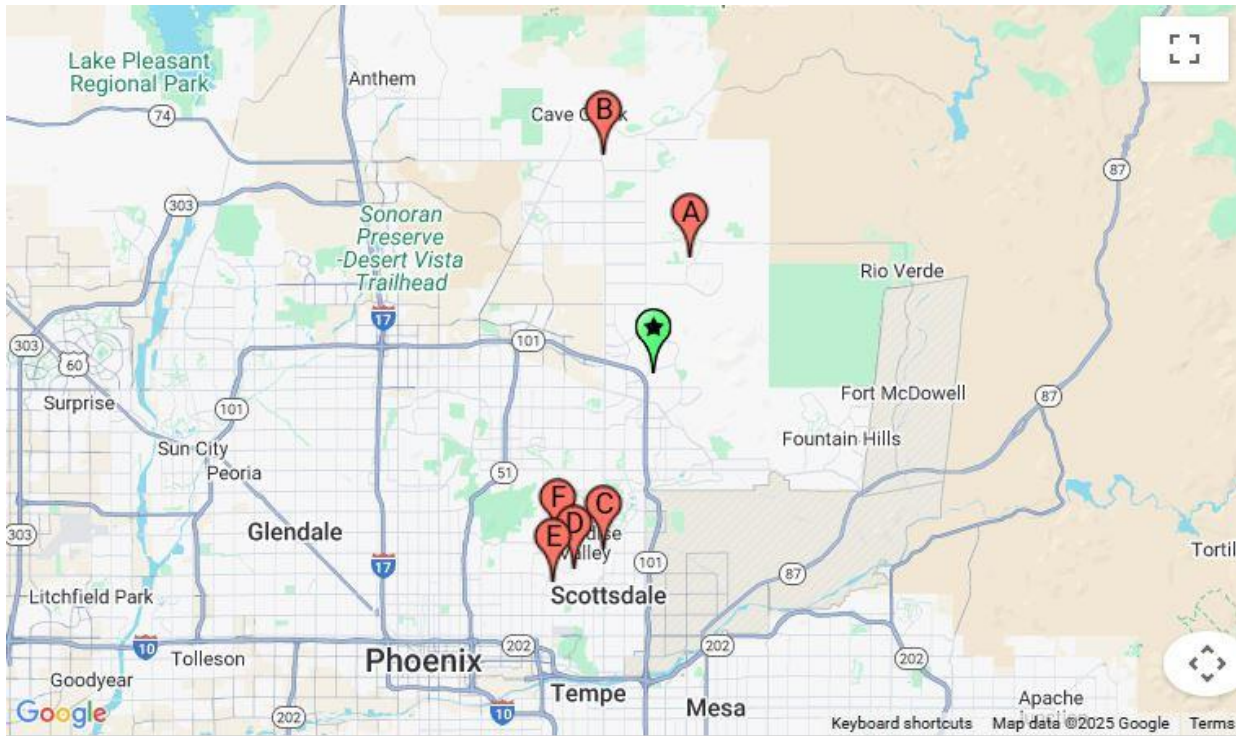 Lake Pleasant
Regional Park
Anthem
74
Cave Creek
B
87
303
Sonoran
Preserve
-Desert Vista
Trailhead
A
Rio Verde
17
303
60
101
101
Surprise
Fort McDowell
87
Sun City
Peoria
Fountain Hills
51
F
C
D
E
Glendale
Valley
303
17
101
87
Tortil
Litchfield Park
Scottsdale
10
Tolleson
Phoenix
202
202
202
Goodyear
Tempe
Mesa
Apache
Google
202
10
Keyboard shortcuts
Map data ©2025 Google
Terms